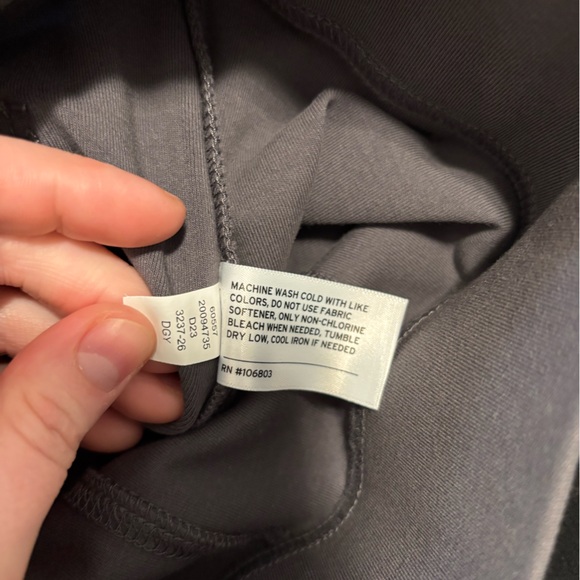 MACHINE WASH COLD WITH LIKE
COLORS, DO NOT USE FABRIC
SOFTENER, ONLY NON-CHLORINE
BLEACH WHEN NEEDED, TUMBLE
DRY LOW, COOL IRON IF NEEDED
RN #106803
60557
20094735
D23
3237-26
DGY